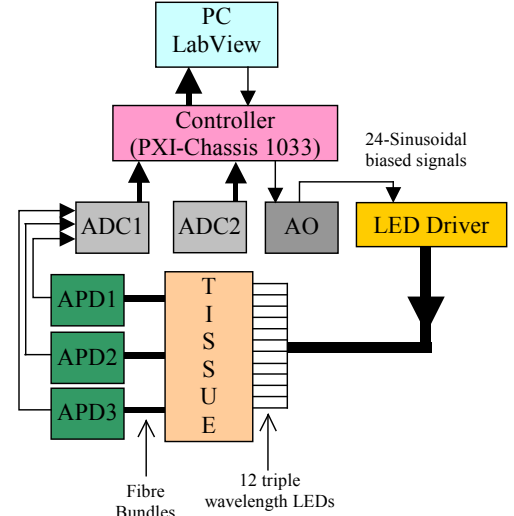 PC
LabView
Controller
(PXI-Chassis 1033)
24-Sinusoidal
biased signals
ADC1
ADC2
AO
LED Driver
APD1
APD2
APD3
T
I
S
S
U
E
Fibre
Bundles
12 triple
wavelength LEDs